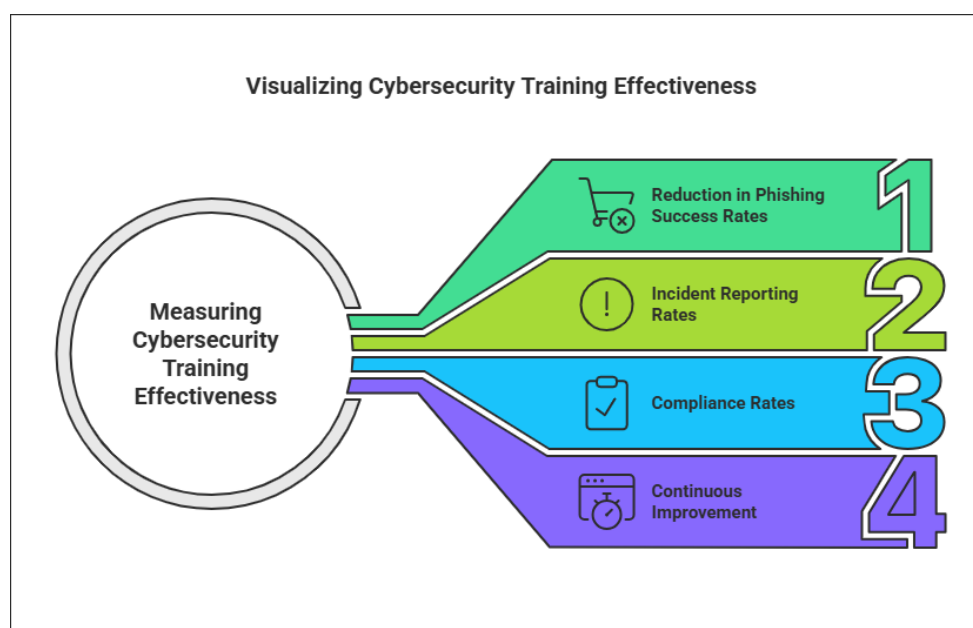 Visualizing Cybersecurity Training Effectiveness
Measuring
Cybersecurity
Training
Effectiveness
Reduction in Phishing
Success Rates
1
Incident Reporting
Rates
2
Compliance Rates
3
Continuous
Improvement
4